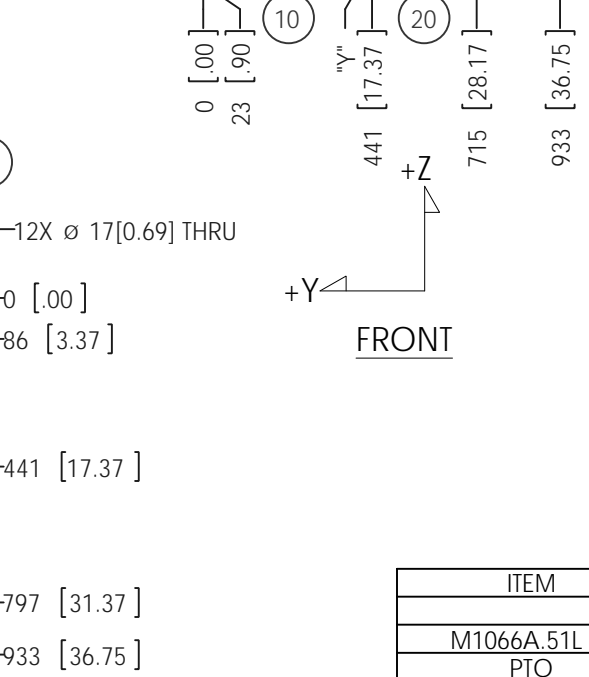 10
20
0 [.00]
23 [.90]
"Y"
441 [17.37]
715 [28.17]
933 [36.75]
+Z
12X ø 17[0.69] THRU
+Y
0 [.00]
86 [3.37]
FRONT
441 [17.37]
797 [31.37]
933 [36.75]
ITEM
M1066A.51L
PTO